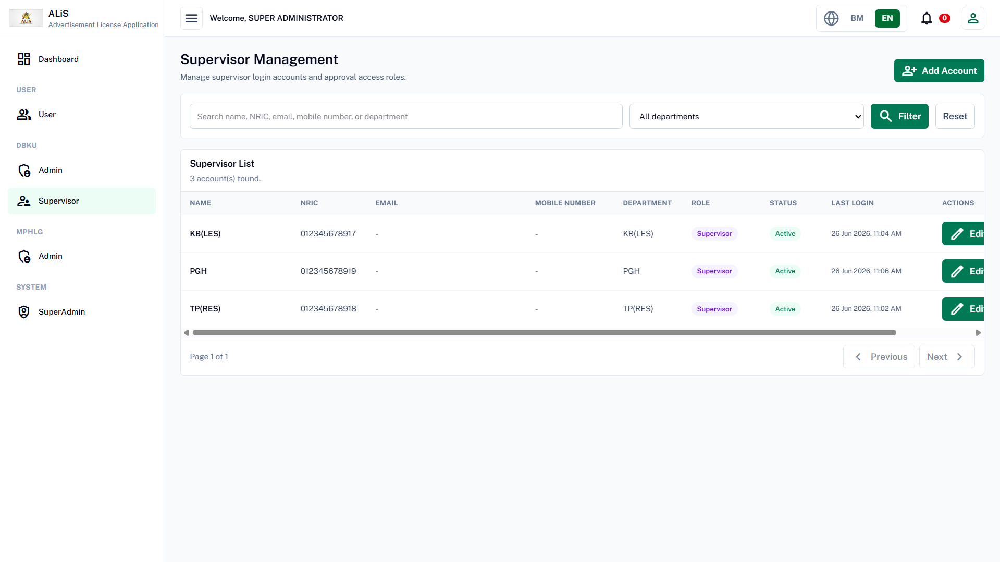 ALiS
Advertisement License Application
Welcome, SUPER ADMINISTRATOR
BM
EN
0
Dashboard
USER
User
DBKU
Admin
Supervisor
MPHLG
Admin
SYSTEM
SuperAdmin
Supervisor Management
Manage supervisor login accounts and approval access roles.
Add Account
Search name, NRIC, email, mobile number, or department
All departments
Filter
Reset
Supervisor List
3 account(s) found.
NAME NRIC EMAIL MOBILE NUMBER DEPARTMENT ROLE STATUS LAST LOGIN ACTIONS
KB(LES) 012345678917 - - KB(LES) Supervisor Active 26 Jun 2026, 11:04 AM Edi
PGH 012345678919 - - PGH Supervisor Active 26 Jun 2026, 11:06 AM Edi
TP(RES) 012345678918 - - TP(RES) Supervisor Active 26 Jun 2026, 11:02 AM Edi
Page 1 of 1
Previous
Next